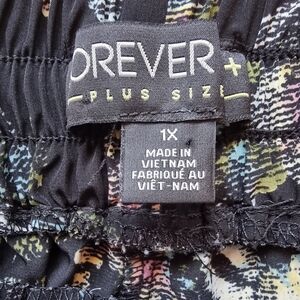 OREVER +
PLUS SIZE
1X
MADE IN
VIETNAM
FABRIQUÉ AU
VIÊT-NAM